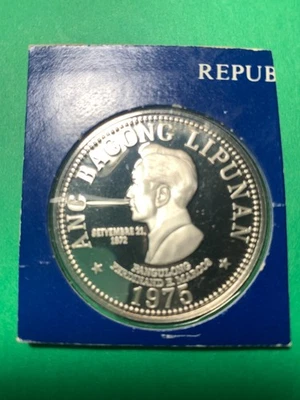 REPUB
ANG BAGONG LIPUNAN
SETYEMBRE 21,
1972
PANGULONG
FERDINAND E. MARCOS
1975